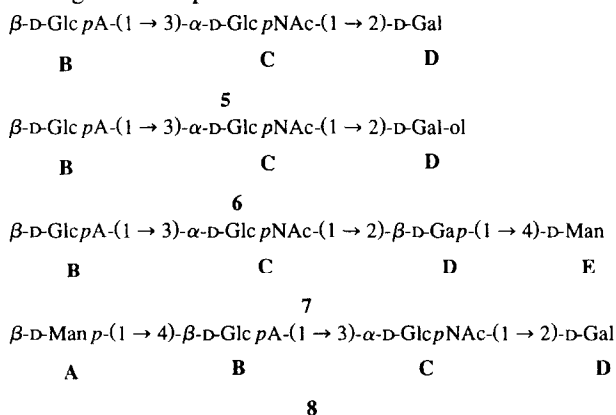 β-D-Glc pA-(1 → 3)-α-D-Glc pNAc-(1 → 2)-D-Gal
B C D
5
β-D-Glc pA-(1 → 3)-α-D-Glc pNAc-(1 → 2)-D-Gal-ol
B C D
6
β-D-GlcpA-(1 → 3)-α-D-Glc pNAc-(1 → 2)-β-D-Gap-(1 → 4)-D-Man
B C D E
7
β-D-Man p-(1 → 4)-β-D-Glc pA-(1 → 3)-α-D-GlcpNAc-(1 → 2)-D-Gal
A B C D
8